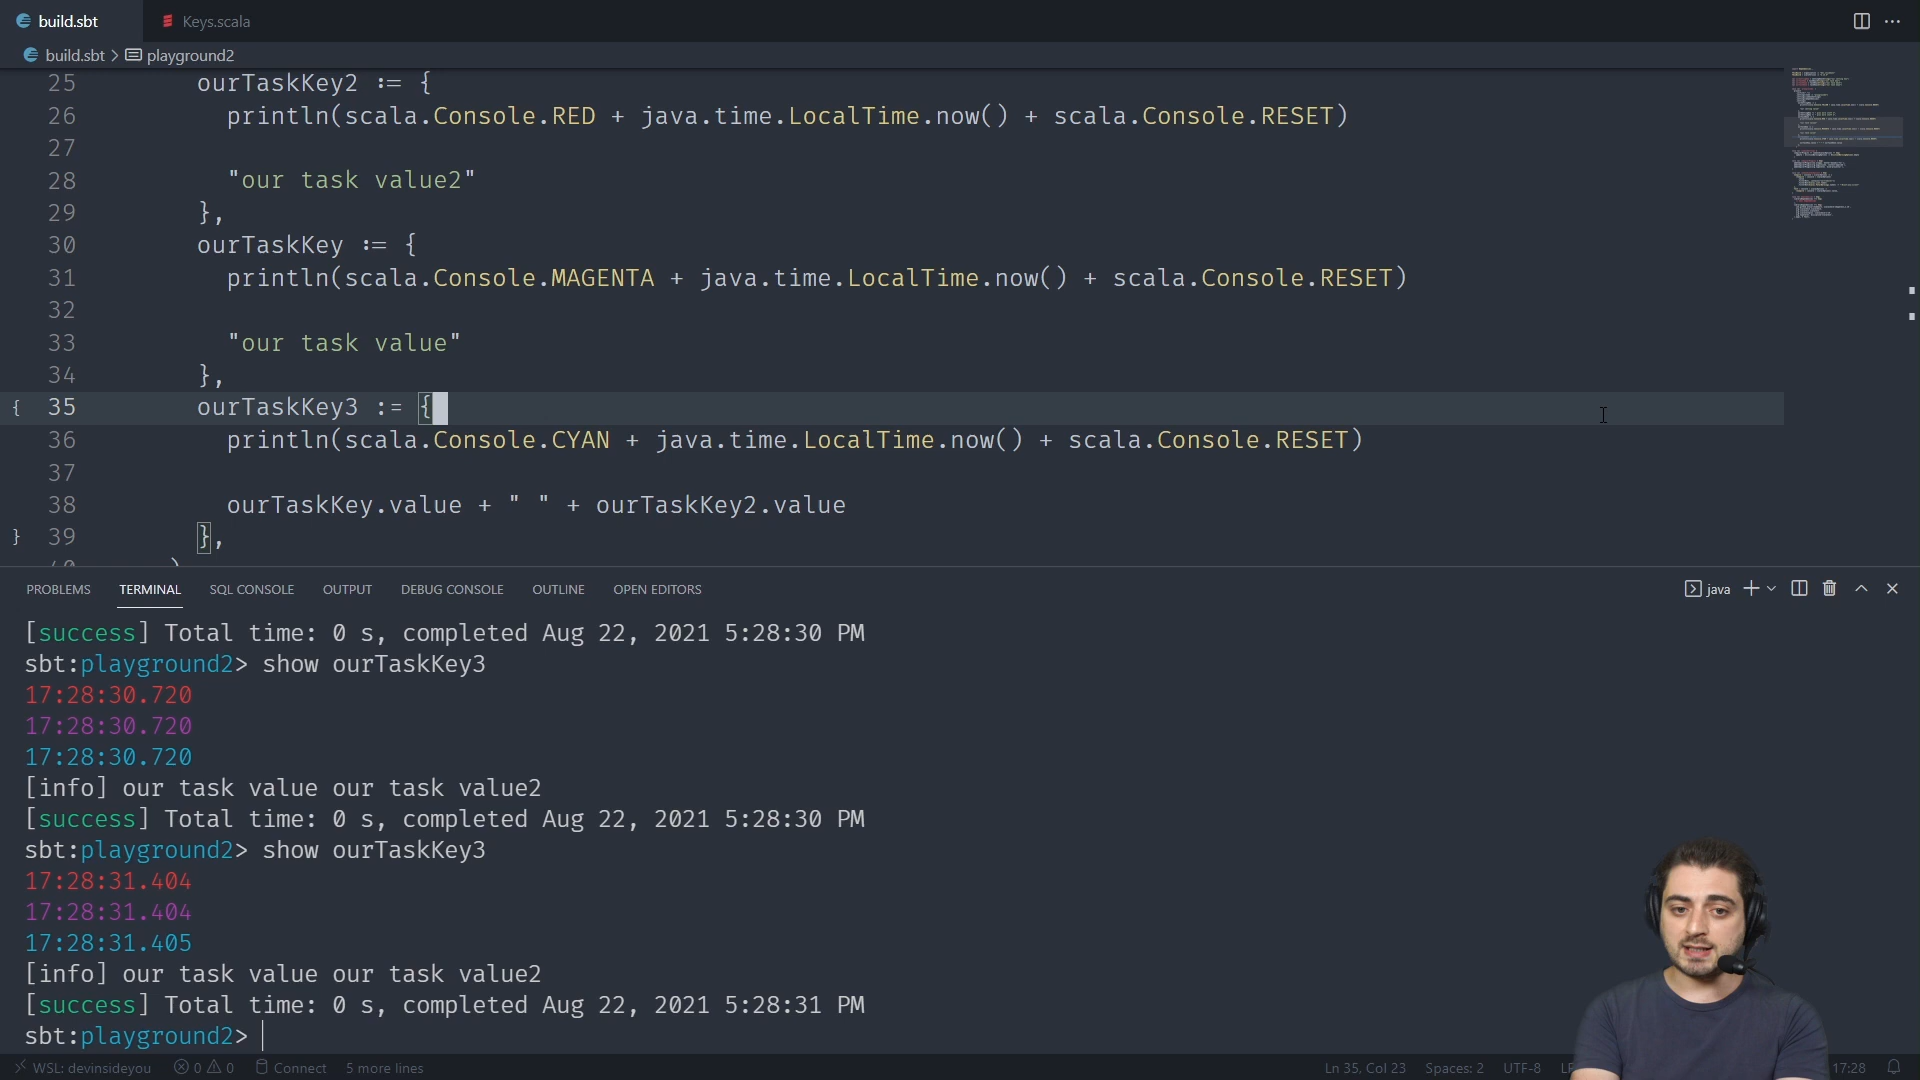 build.sbt
Keys.scala
build.sbt > playground2
25 ourTaskKey2 := {
26 println(scala.Console.RED + java.time.LocalTime.now() + scala.Console.RESET)
27
28 "our task value2"
29 },
30 ourTaskKey := {
31 println(scala.Console.MAGENTA + java.time.LocalTime.now() + scala.Console.RESET)
32
33 "our task value"
34 },
{ 35 ourTaskKey3 := {
36 println(scala.Console.CYAN + java.time.LocalTime.now() + scala.Console.RESET)
37
38 ourTaskKey.value + " " + ourTaskKey2.value
} 39 },
40 )
PROBLEMS TERMINAL SQL CONSOLE OUTPUT DEBUG CONSOLE OUTLINE OPEN EDITORS java
[success] Total time: 0 s, completed Aug 22, 2021 5:28:30 PM
sbt:playground2> show ourTaskKey3
17:28:30.720
17:28:30.720
17:28:30.720
[info] our task value our task value2
[success] Total time: 0 s, completed Aug 22, 2021 5:28:30 PM
sbt:playground2> show ourTaskKey3
17:28:31.404
17:28:31.404
17:28:31.405
[info] our task value our task value2
[success] Total time: 0 s, completed Aug 22, 2021 5:28:31 PM
sbt:playground2>
WSL: devinsideyou 0 0 Connect 5 more lines Ln 35, Col 23 Spaces: 2 UTF-8 17:28